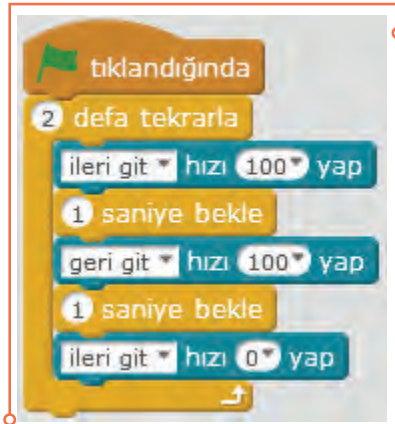 tıklandığında
2 defa tekrarla
ileri git hızı 100 yap
1 saniye bekle
geri git hızı 100 yap
1 saniye bekle
ileri git hızı 0 yap